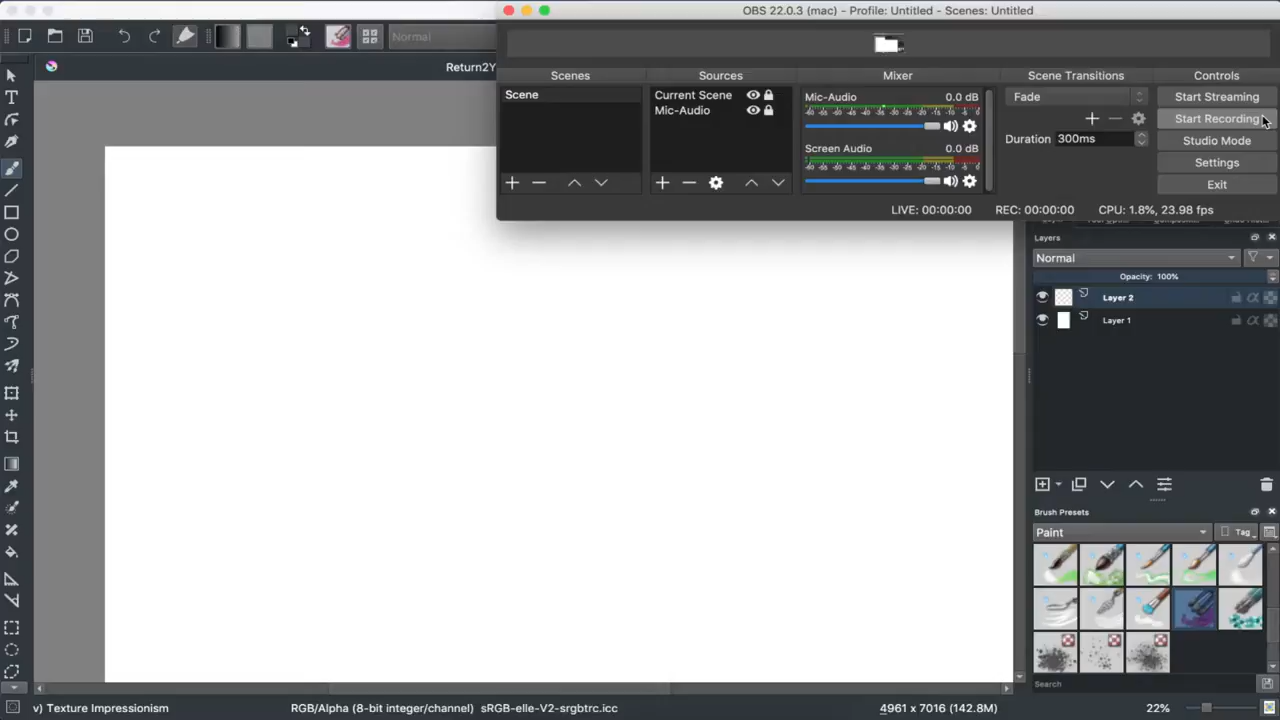 OBS 22.0.3 (mac) - Profile: Untitled - Scenes: Untitled
Normal
Return2Y
Scenes
Sources
Mixer
Scene Transitions
Controls
Scene
Current Scene
Mic-Audio
Mic-Audio 0.0 dB
Screen Audio 0.0 dB
Fade
Duration 300ms
Start Streaming
Start Recording
Studio Mode
Settings
Exit
LIVE: 00:00:00
REC: 00:00:00
CPU: 1.8%, 23.98 fps
Layers
Normal
Opacity: 100%
Layer 2
Layer 1
Brush Presets
Paint
Tag
Search
v) Texture Impressionism
RGB/Alpha (8-bit integer/channel) sRGB-elle-V2-srgbtrc.icc
4961 x 7016 (142.8M)
22%